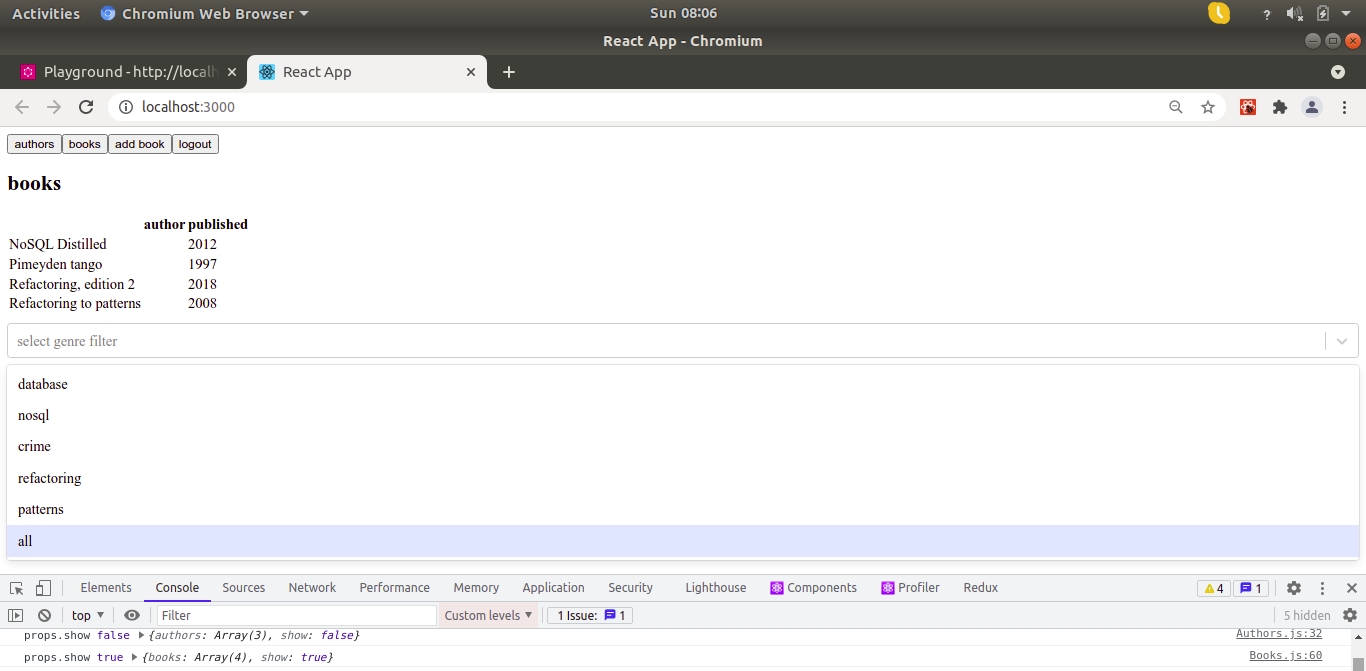 Activities Chromium Web Browser Sun 08:06 ?
React App - Chromium
Playground - http://localh React App
localhost:3000
authors books add book logout
books
author published
NoSQL Distilled 2012
Pimeyden tango 1997
Refactoring, edition 2 2018
Refactoring to patterns 2008
select genre filter
database
nosql
crime
refactoring
patterns
all
Elements Console Sources Network Performance Memory Application Security Lighthouse Components Profiler Redux 4 1
top Filter Custom levels 1 Issue: 1 5 hidden
props.show false {authors: Array(3), show: false} Authors.js:32
props.show true {books: Array(4), show: true} Books.js:60